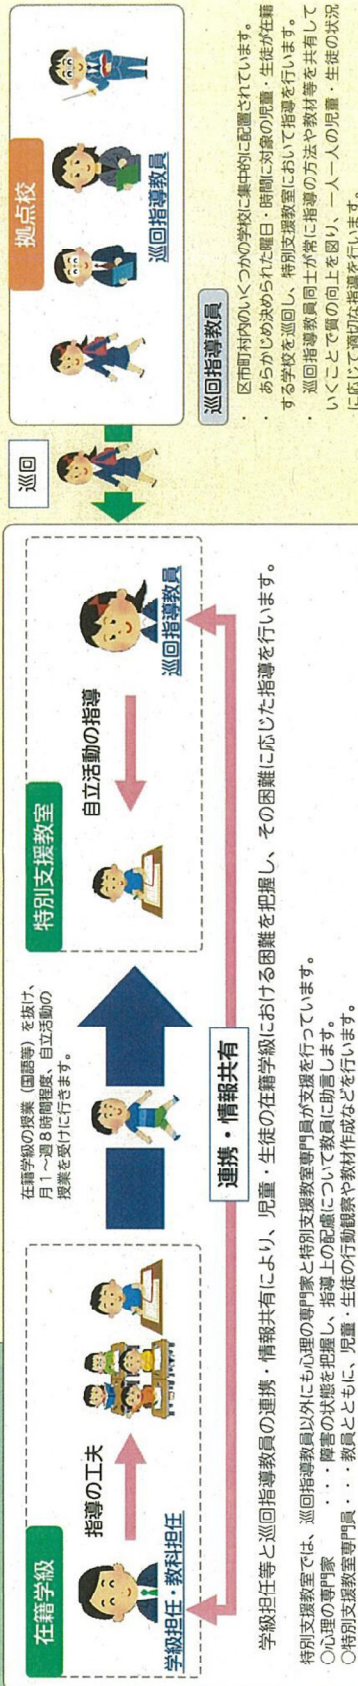 在籍学級
指導の工夫
学級担任・教科担任
在籍学級の授業（国語等）を抜け、
月１～週８時間程度、自立活動の
授業を受けに行きます。
特別支援教室
自立活動の指導
巡回指導教員
連携・情報共有
学級担任等と巡回指導教員の連携・情報共有により、児童・生徒の在籍学級における困難を把握し、その困難に応じた指導を行います。
特別支援教室では、巡回指導教員以外にも心理の専門家と特別支援教室専門員が支援を行っています。
○心理の専門家　・・・障害の状態を把握し、指導上の配慮について教員に助言します。
○特別支援教室専門員・・・教員とともに、児童・生徒の行動観察や教材作成などを行います。
巡回
拠点校
巡回指導教員
巡回指導教員
・ 区市町村内のいくつかの学校に集中的に配置されています。
・ あらかじめ決められた曜日・時間に対象の児童・生徒が在籍
する学校を巡回し、特別支援教室において指導を行います。
・ 巡回指導教員同士が常に指導の方法や教材等を共有して
いくことで質の向上を図り、一人一人の児童・生徒の状況
に応じて適切な指導を行います。